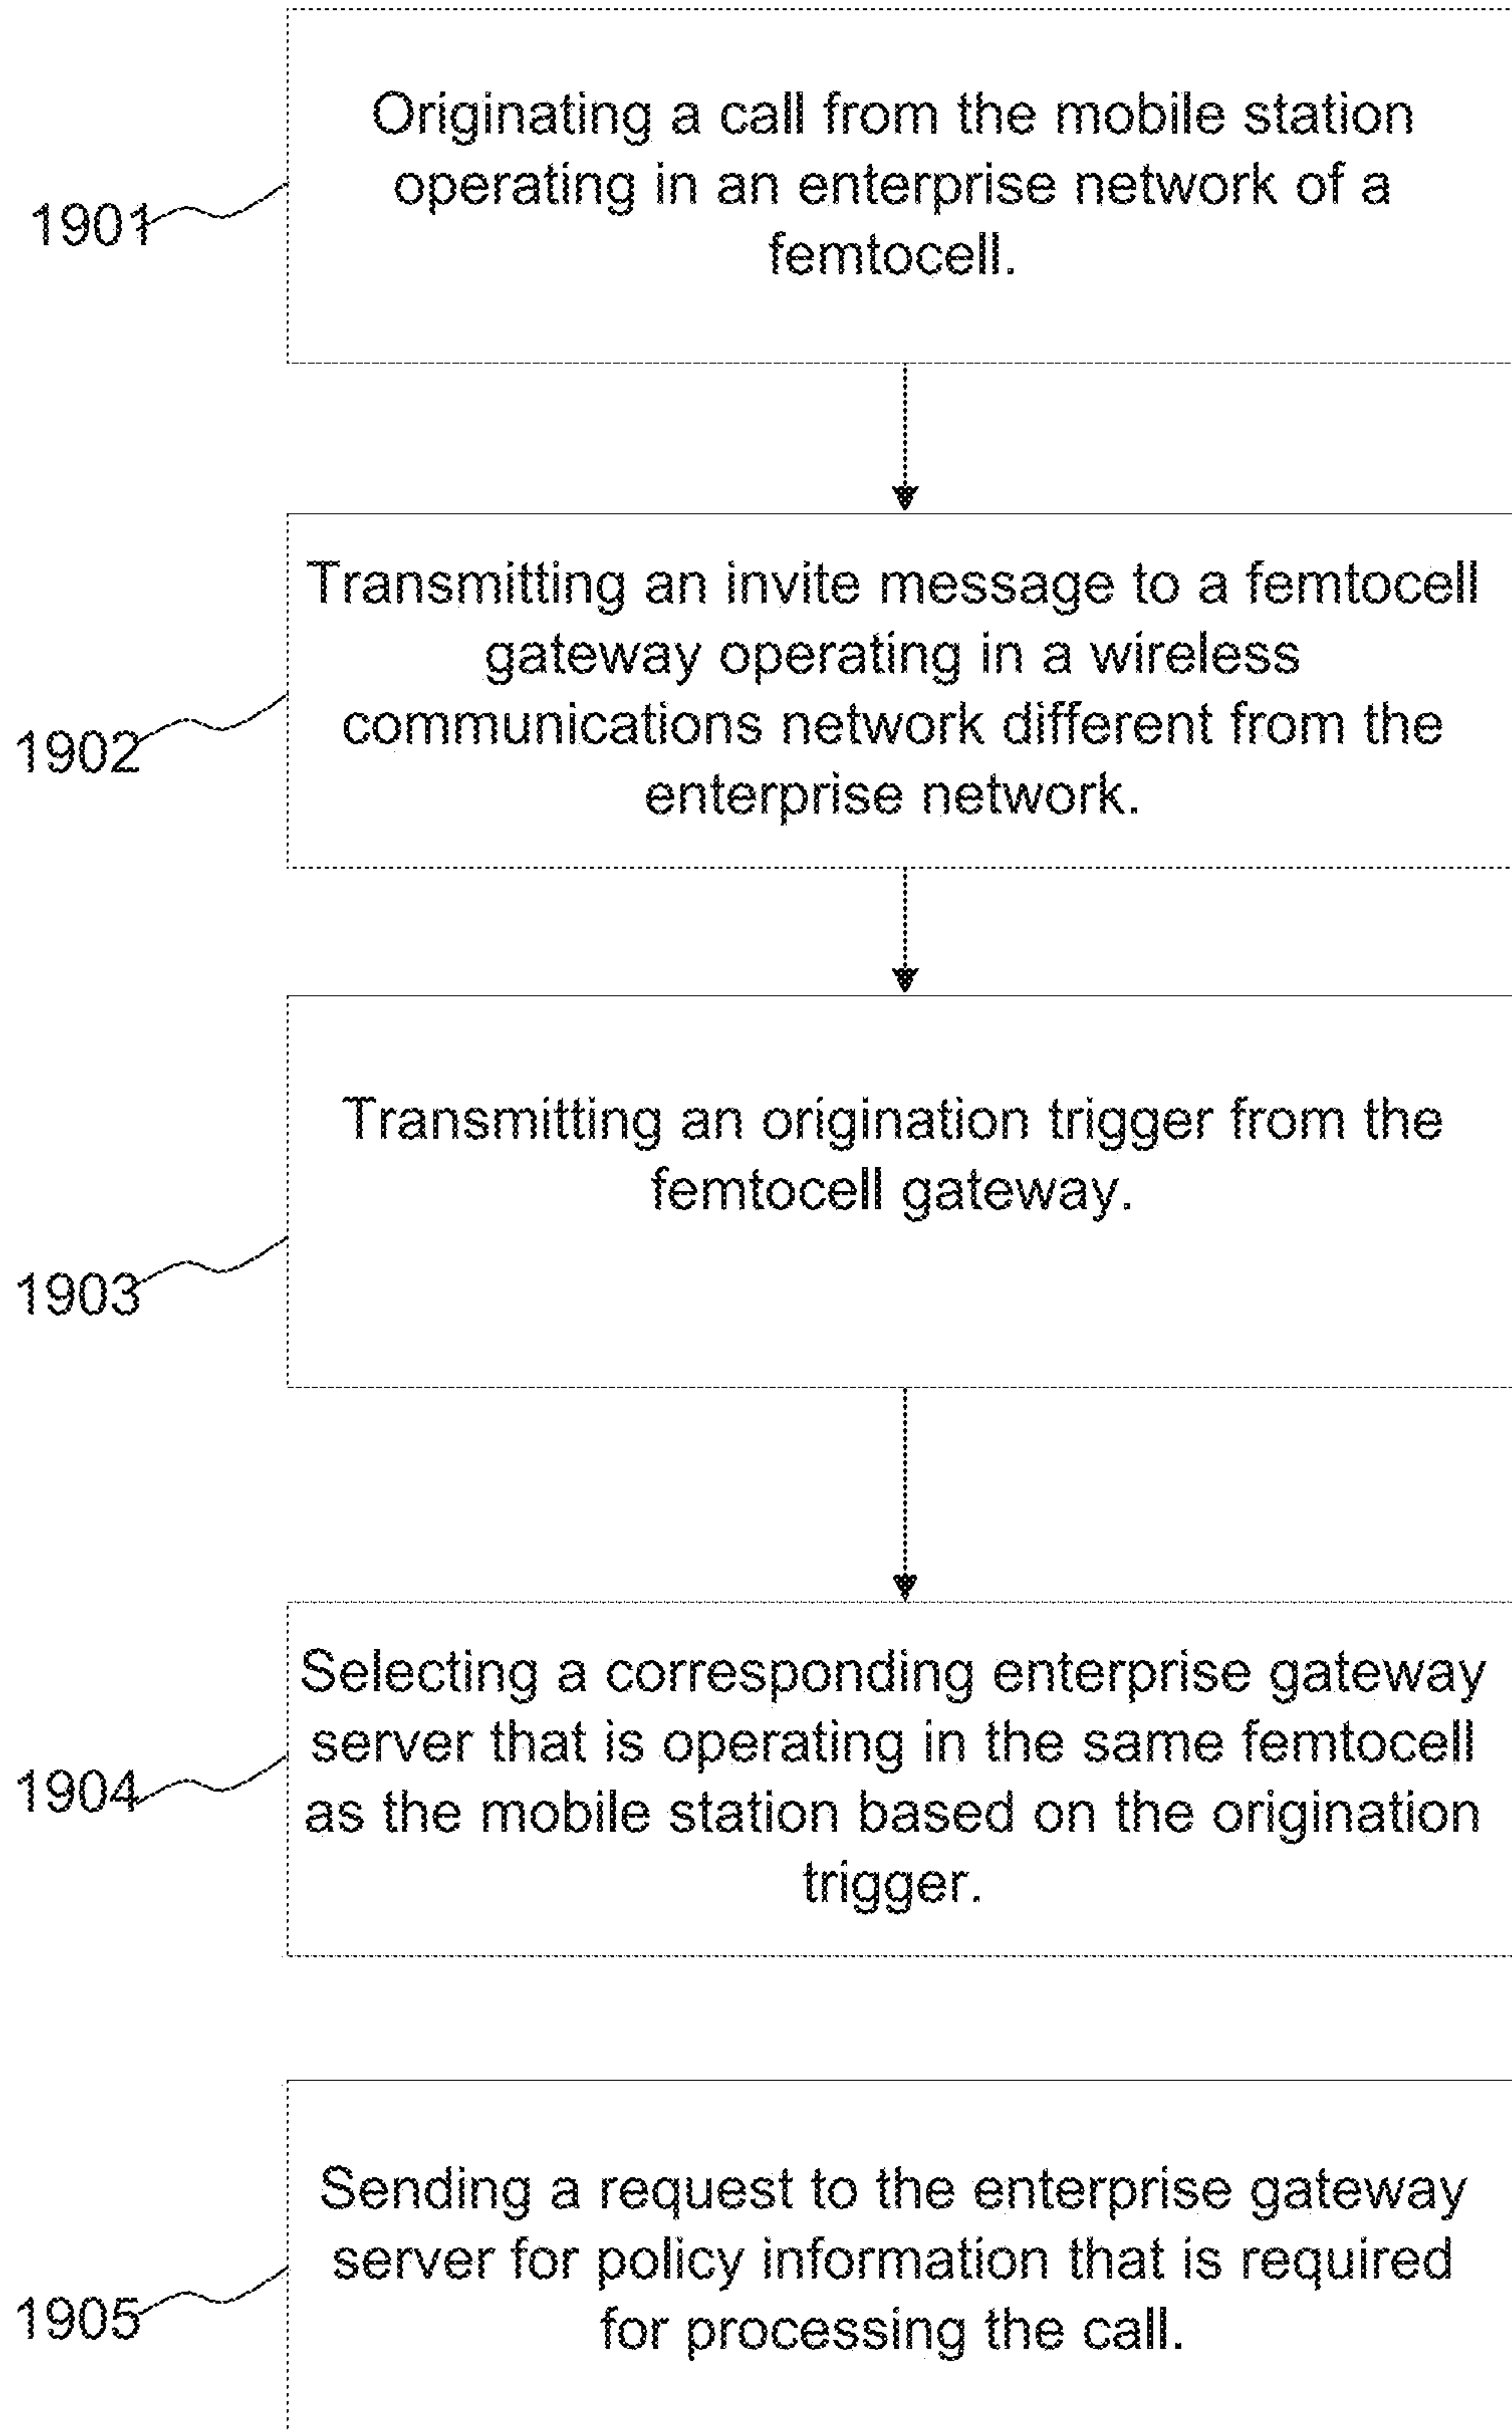 Originating a call from the mobile station
operating in an enterprise network of a
femtocell.
1901
Transmitting an invite message to a femtocell
gateway operating in a wireless
communications network different from the
enterprise network.
1902
Transmitting an origination trigger from the
femtocell gateway.
1903
Selecting a corresponding enterprise gateway
server that is operating in the same femtocell
as the mobile station based on the origination
trigger.
1904
Sending a request to the enterprise gateway
server for policy information that is required
for processing the call.
1905